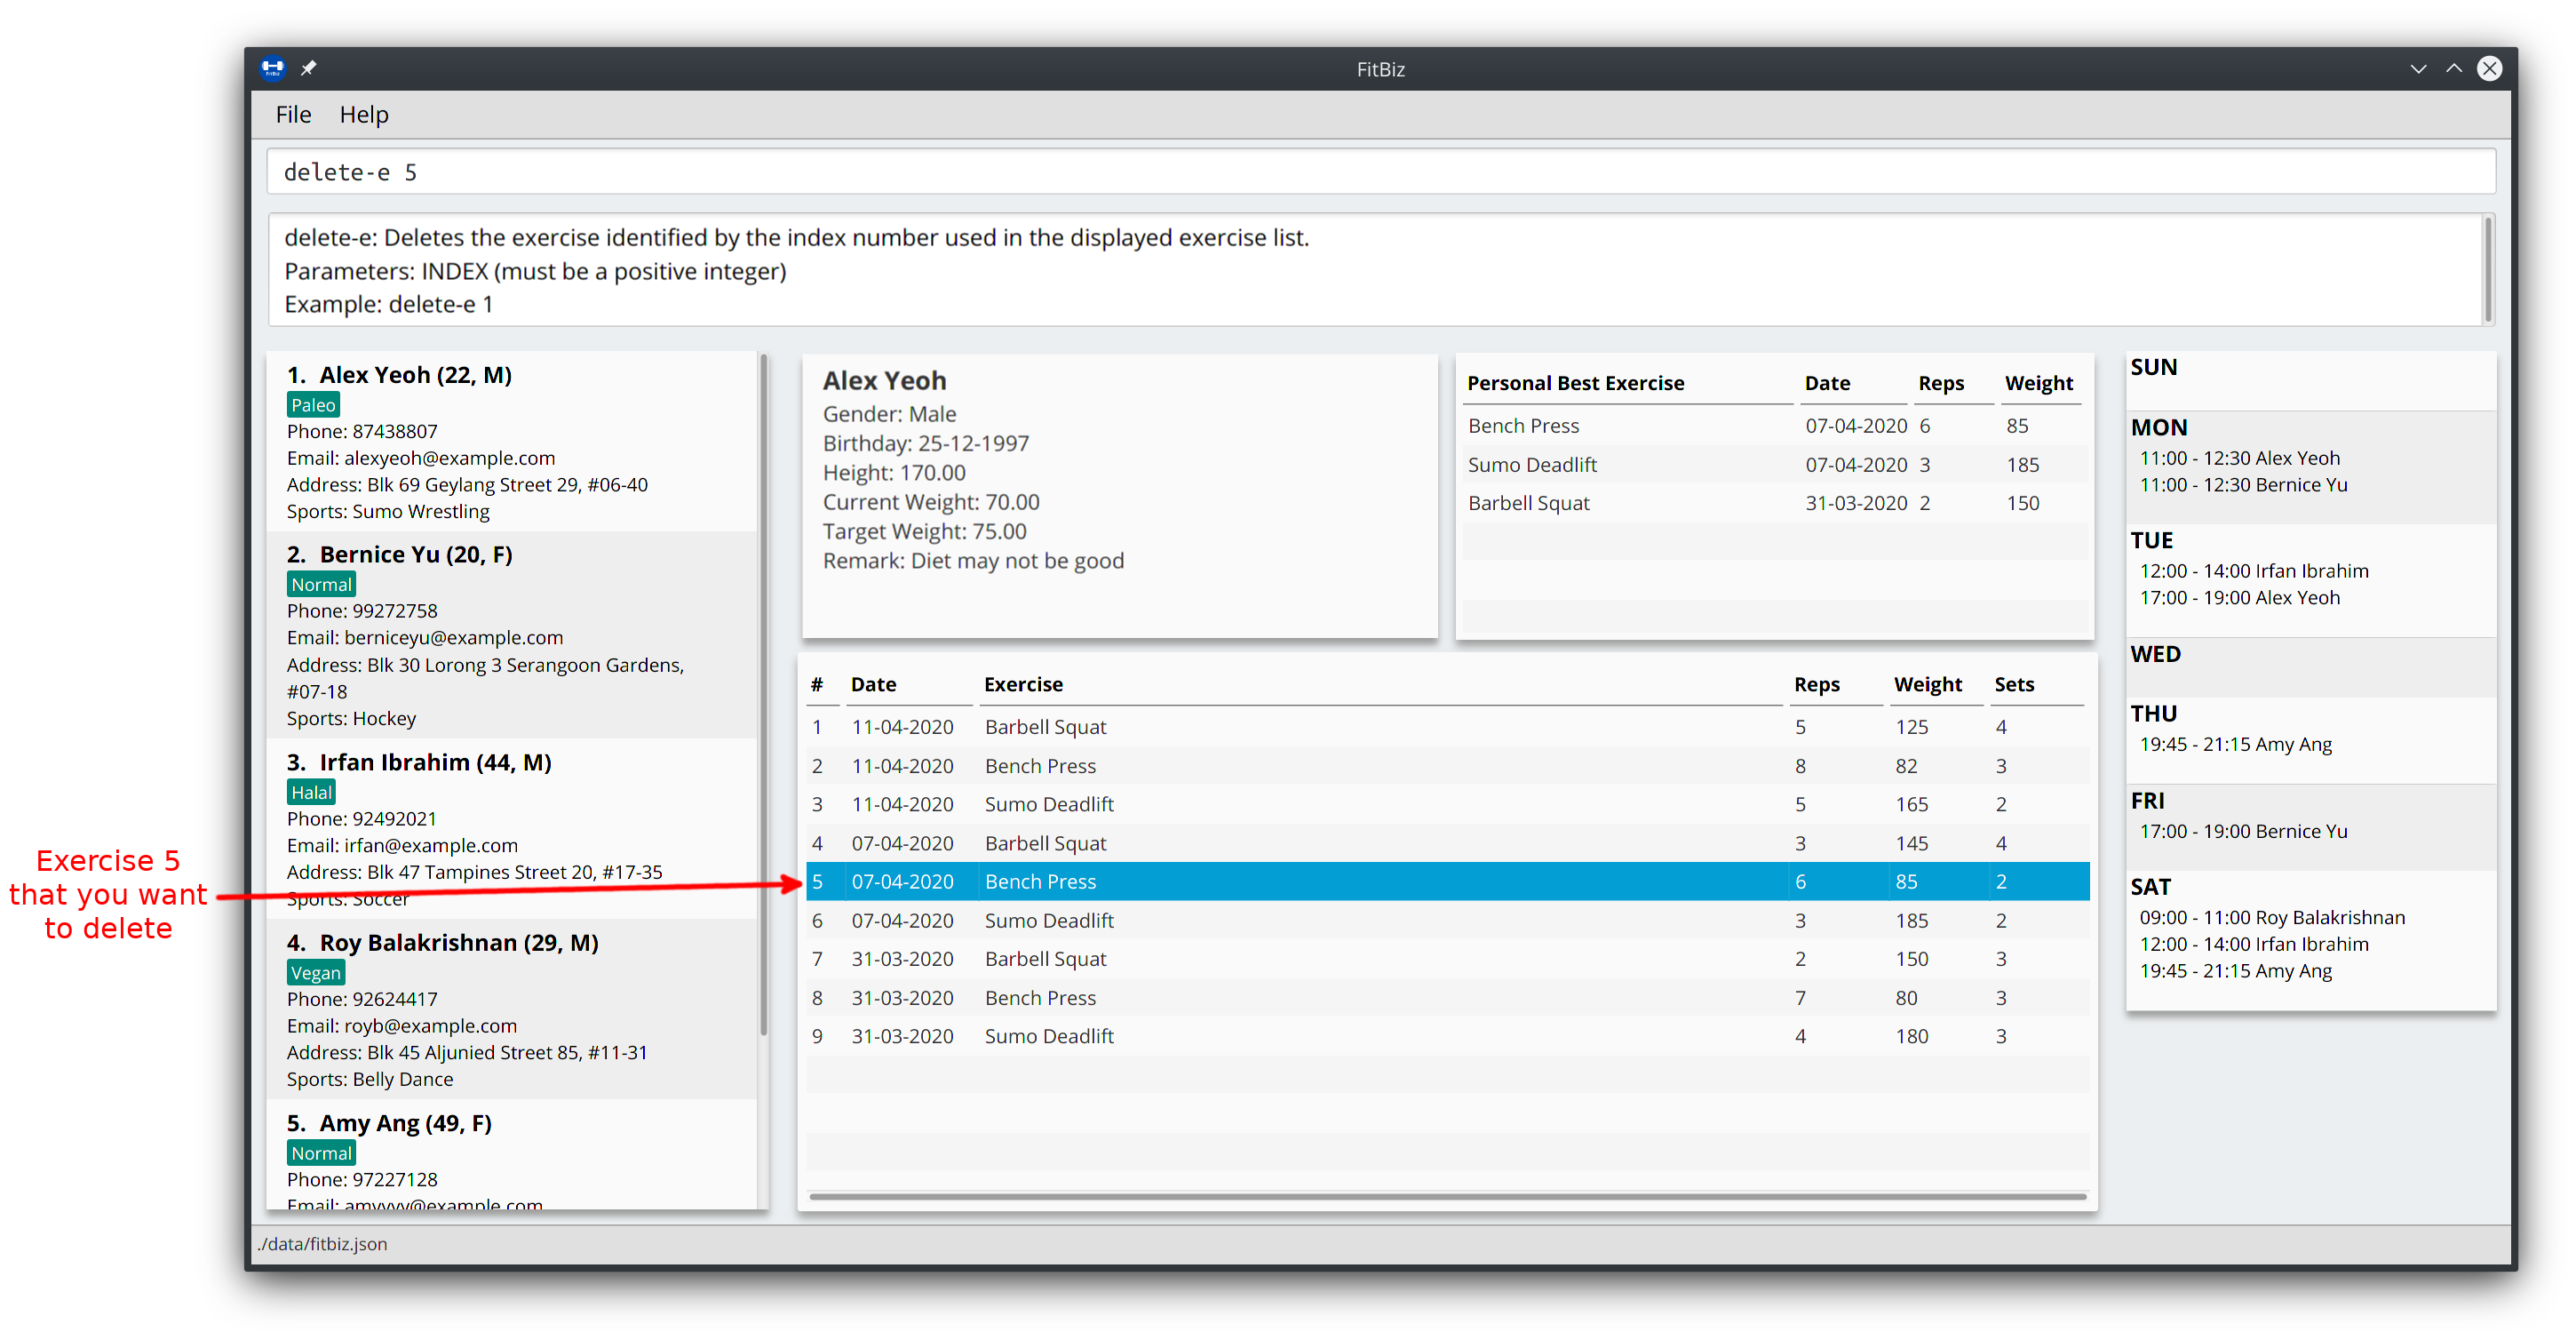 FitBiz
File Help
delete-e 5
delete-e: Deletes the exercise identified by the index number used in the displayed exercise list.
Parameters: INDEX (must be a positive integer)
Example: delete-e 1
1. Alex Yeoh (22, M)
Paleo
Phone: 87438807
Email: alexyeoh@example.com
Address: Blk 69 Geylang Street 29, #06-40
Sports: Sumo Wrestling
2. Bernice Yu (20, F)
Normal
Phone: 99272758
Email: berniceyu@example.com
Address: Blk 30 Lorong 3 Serangoon Gardens,
#07-18
Sports: Hockey
3. Irfan Ibrahim (44, M)
Halal
Phone: 92492021
Email: irfan@example.com
Address: Blk 47 Tampines Street 20, #17-35
Sports: Soccer
4. Roy Balakrishnan (29, M)
Vegan
Phone: 92624417
Email: royb@example.com
Address: Blk 45 Aljunied Street 85, #11-31
Sports: Belly Dance
5. Amy Ang (49, F)
Normal
Phone: 97227128
Email: amyyyy@example.com
Exercise 5
that you want
to delete
Alex Yeoh
Gender: Male
Birthday: 25-12-1997
Height: 170.00
Current Weight: 70.00
Target Weight: 75.00
Remark: Diet may not be good
Personal Best Exercise Date Reps Weight
Bench Press 07-04-2020 6 85
Sumo Deadlift 07-04-2020 3 185
Barbell Squat 31-03-2020 2 150
# Date Exercise Reps Weight Sets
1 11-04-2020 Barbell Squat 5 125 4
2 11-04-2020 Bench Press 8 82 3
3 11-04-2020 Sumo Deadlift 5 165 2
4 07-04-2020 Barbell Squat 3 145 4
5 07-04-2020 Bench Press 6 85 2
6 07-04-2020 Sumo Deadlift 3 185 2
7 31-03-2020 Barbell Squat 2 150 3
8 31-03-2020 Bench Press 7 80 3
9 31-03-2020 Sumo Deadlift 4 180 3
SUN
MON
11:00 - 12:30 Alex Yeoh
11:00 - 12:30 Bernice Yu
TUE
12:00 - 14:00 Irfan Ibrahim
17:00 - 19:00 Alex Yeoh
WED
THU
19:45 - 21:15 Amy Ang
FRI
17:00 - 19:00 Bernice Yu
SAT
09:00 - 11:00 Roy Balakrishnan
12:00 - 14:00 Irfan Ibrahim
19:45 - 21:15 Amy Ang
./data/fitbiz.json